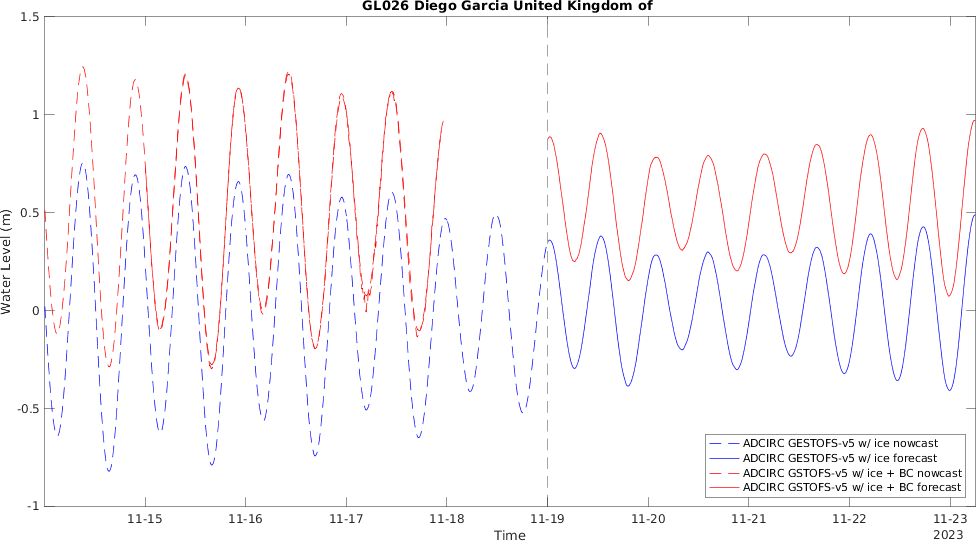 GL026 Diego Garcia United Kingdom of
1.5
1
0.5
0
-0.5
-1
Water Level (m)
11-15 11-16 11-17 11-18 11-19 11-20 11-21 11-22 11-23
Time
2023
ADCIRC GESTOFS-v5 w/ ice nowcast
ADCIRC GESTOFS-v5 w/ ice forecast
ADCIRC GSTOFS-v5 w/ ice + BC nowcast
ADCIRC GSTOFS-v5 w/ ice + BC forecast